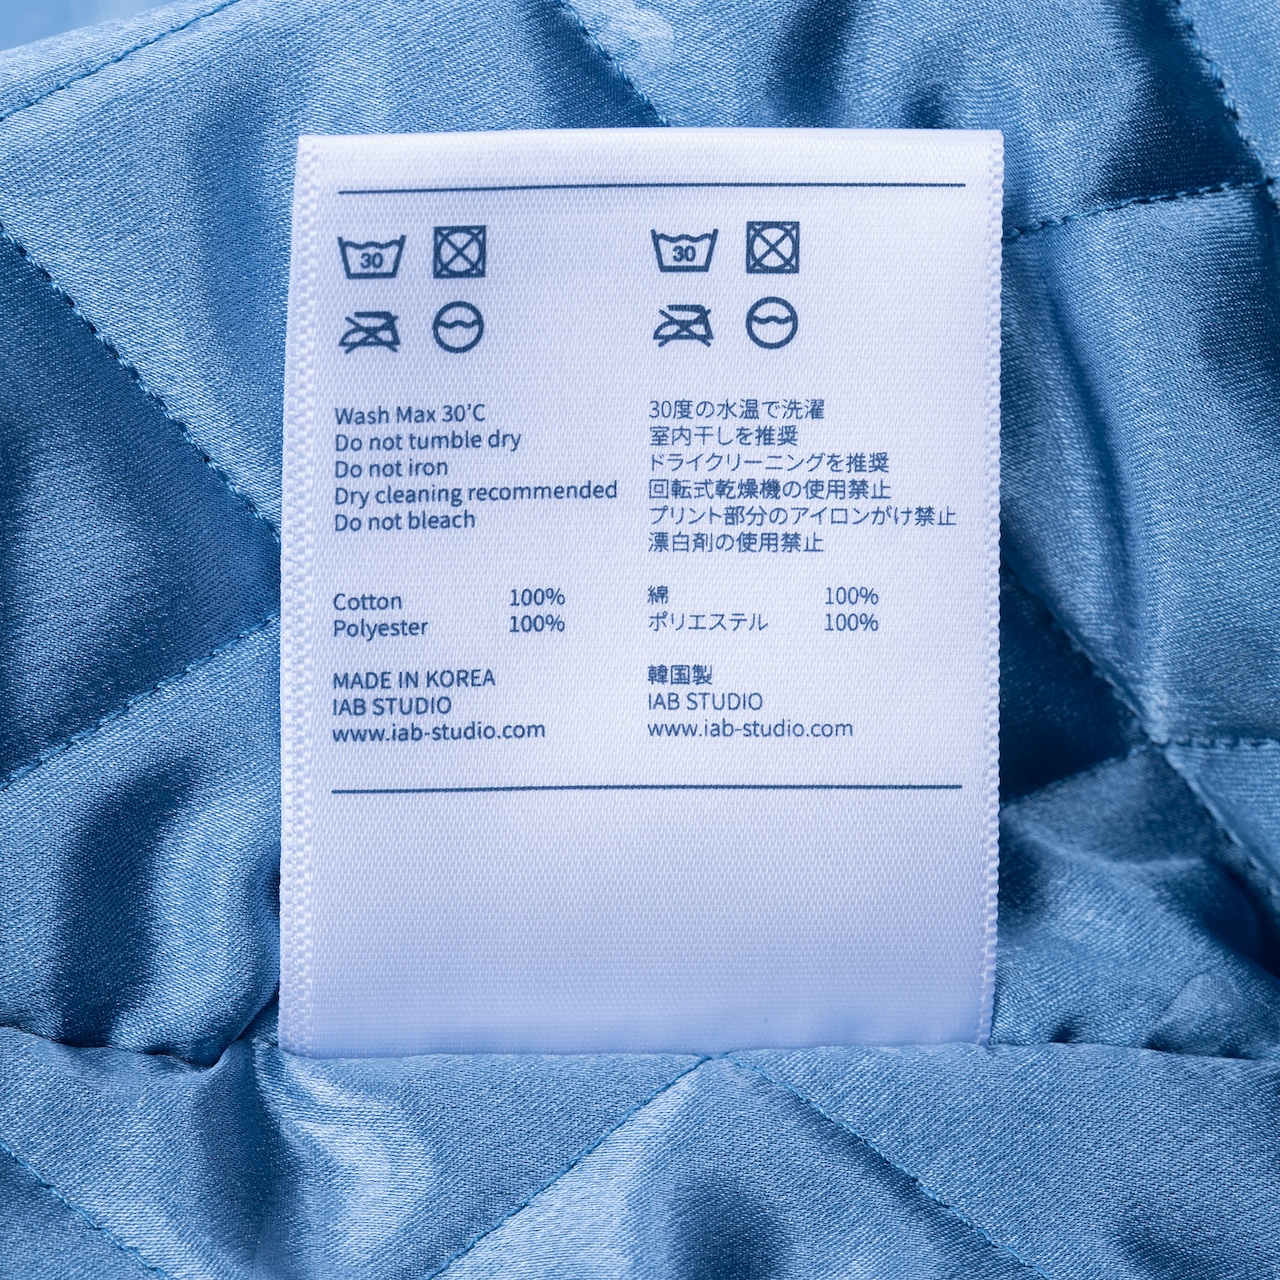 30
30
Wash Max 30'C
Do not tumble dry
Do not iron
Dry cleaning recommended
Do not bleach
Cotton 100%
Polyester 100%
MADE IN KOREA
IAB STUDIO
www.iab-studio.com
30度の水温で洗濯
室内干しを推奨
ドライクリーニングを推奨
回転式乾燥機の使用禁止
プリント部分のアイロンがけ禁止
漂白剤の使用禁止
綿 100%
ポリエステル 100%
韓国製
IAB STUDIO
www.iab-studio.com